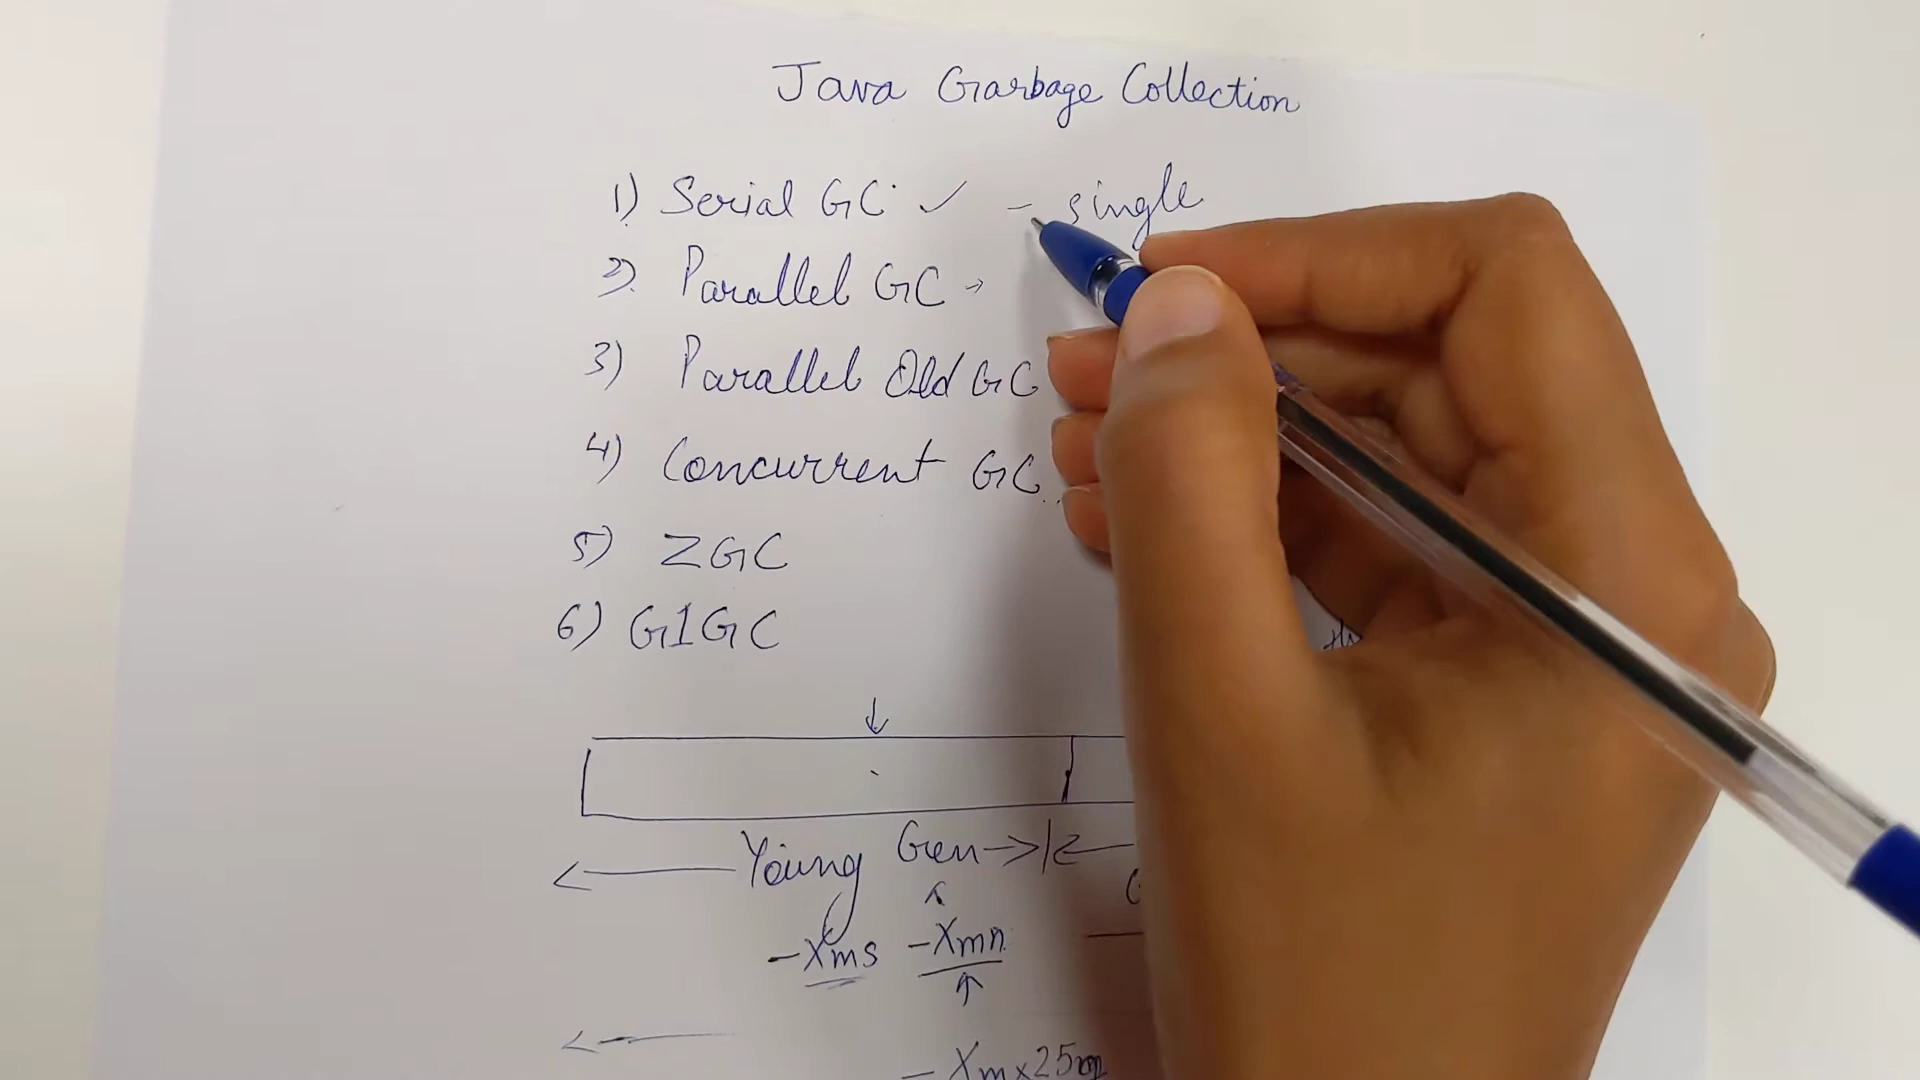 Java Garbage Collection
1) Serial GC ✓ - single
2) Parallel GC →
3) Parallel Old GC
4) Concurrent GC
5) ZGC
6) G1GC
Young Gen
-Xms -Xmn
- Xmx25m